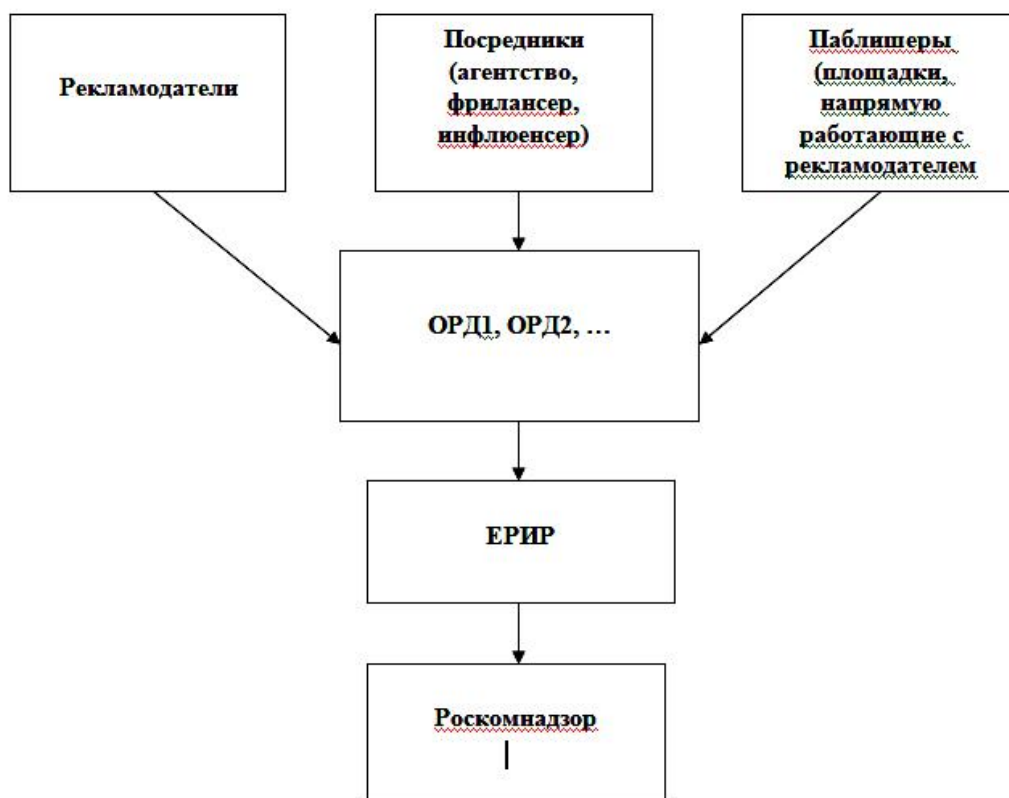 Рекламодатели
Посредники
(агентство,
фрилансер,
инфлюенсер)
Паблишеры
(площадки,
напрямую
работающие с
рекламодателем
ОРД1, ОРД2, ...
ЕРИР
Роскомнадзор